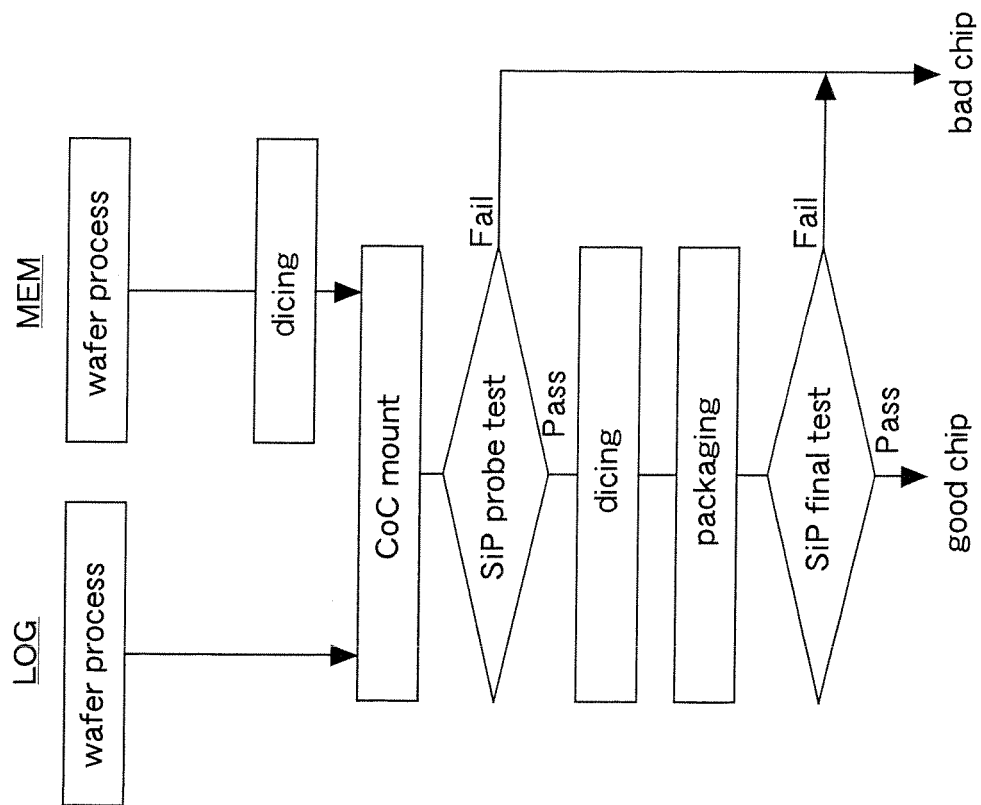 LOG
MEM
wafer process
wafer process
dicing
CoC mount
SiP probe test
Fail
Pass
dicing
packaging
SiP final test
Fail
Pass
good chip
bad chip